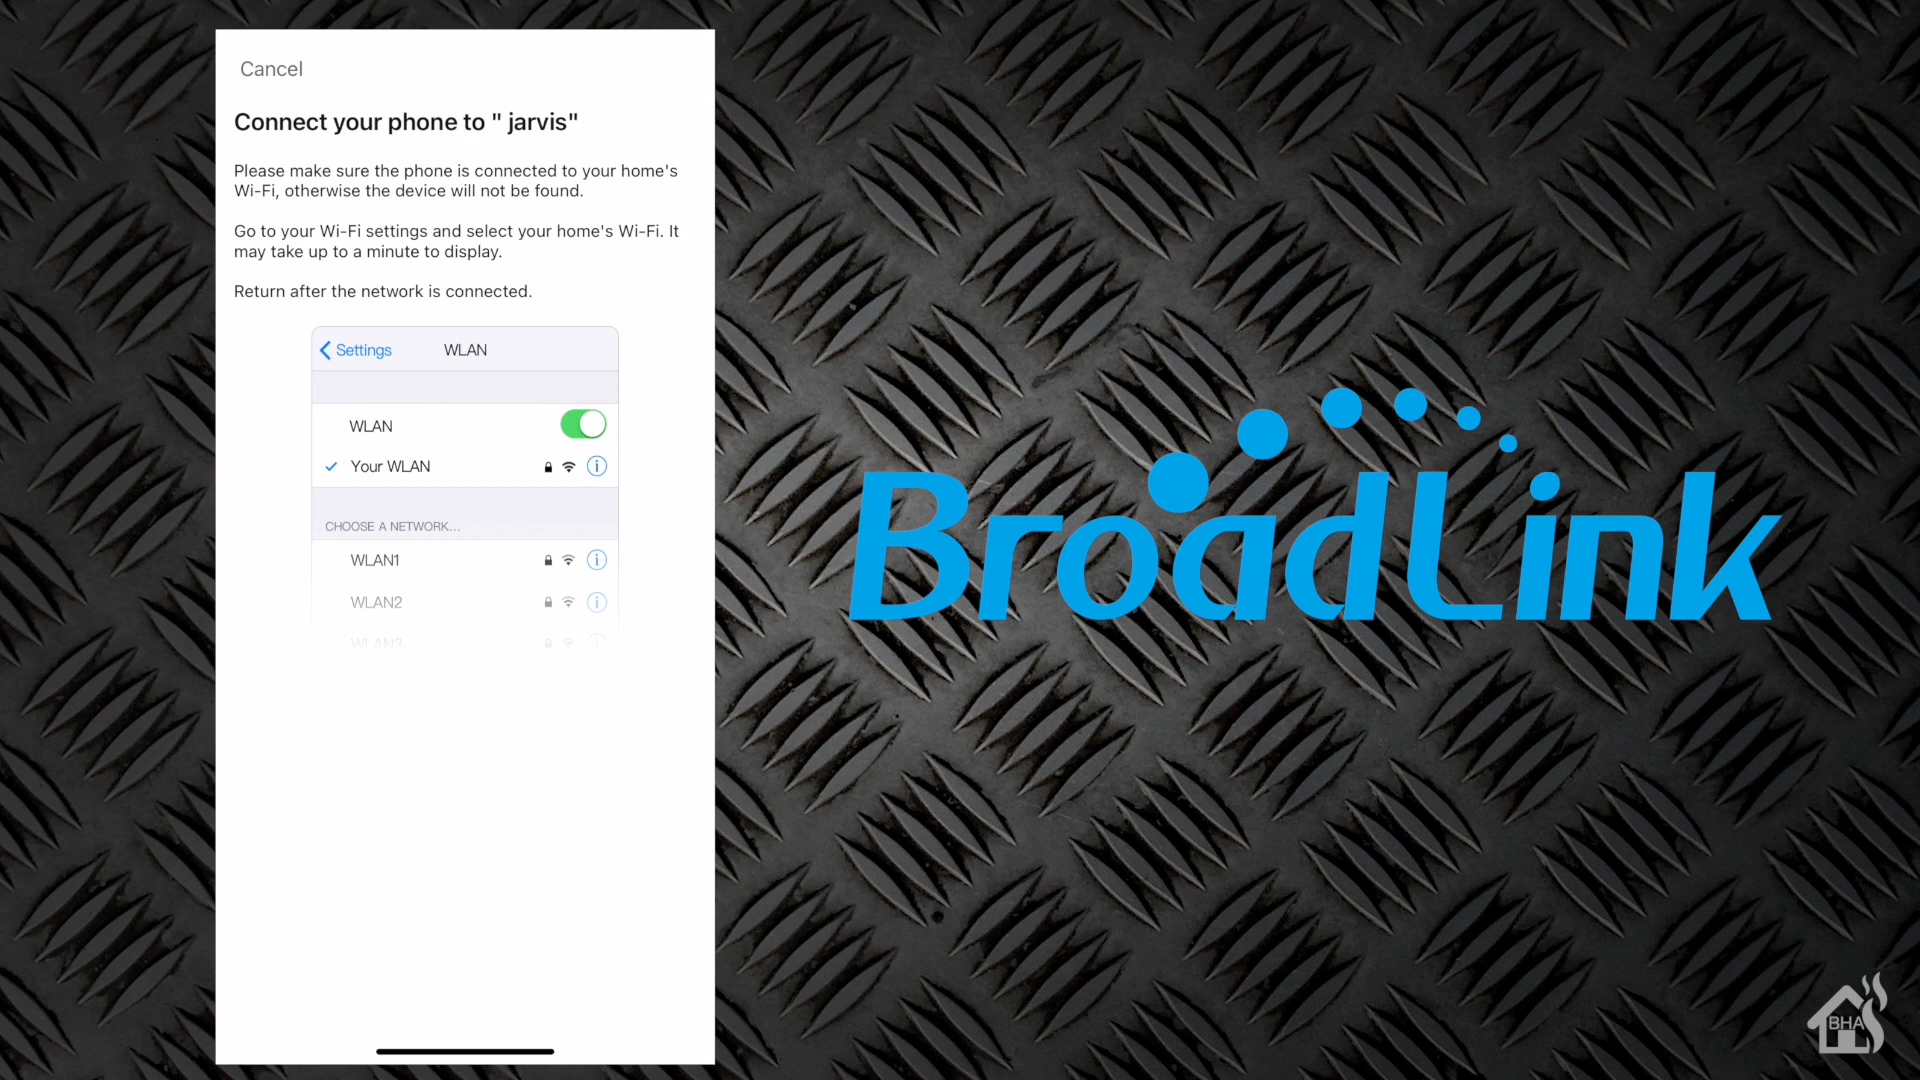 Cancel
Connect your phone to " jarvis"
Please make sure the phone is connected to your home's
Wi-Fi, otherwise the device will not be found.
Go to your Wi-Fi settings and select your home's Wi-Fi. It
may take up to a minute to display.
Return after the network is connected.
Settings WLAN
WLAN
Your WLAN
CHOOSE A NETWORK...
WLAN1
WLAN2
WLAN3
BroadLink
BHA